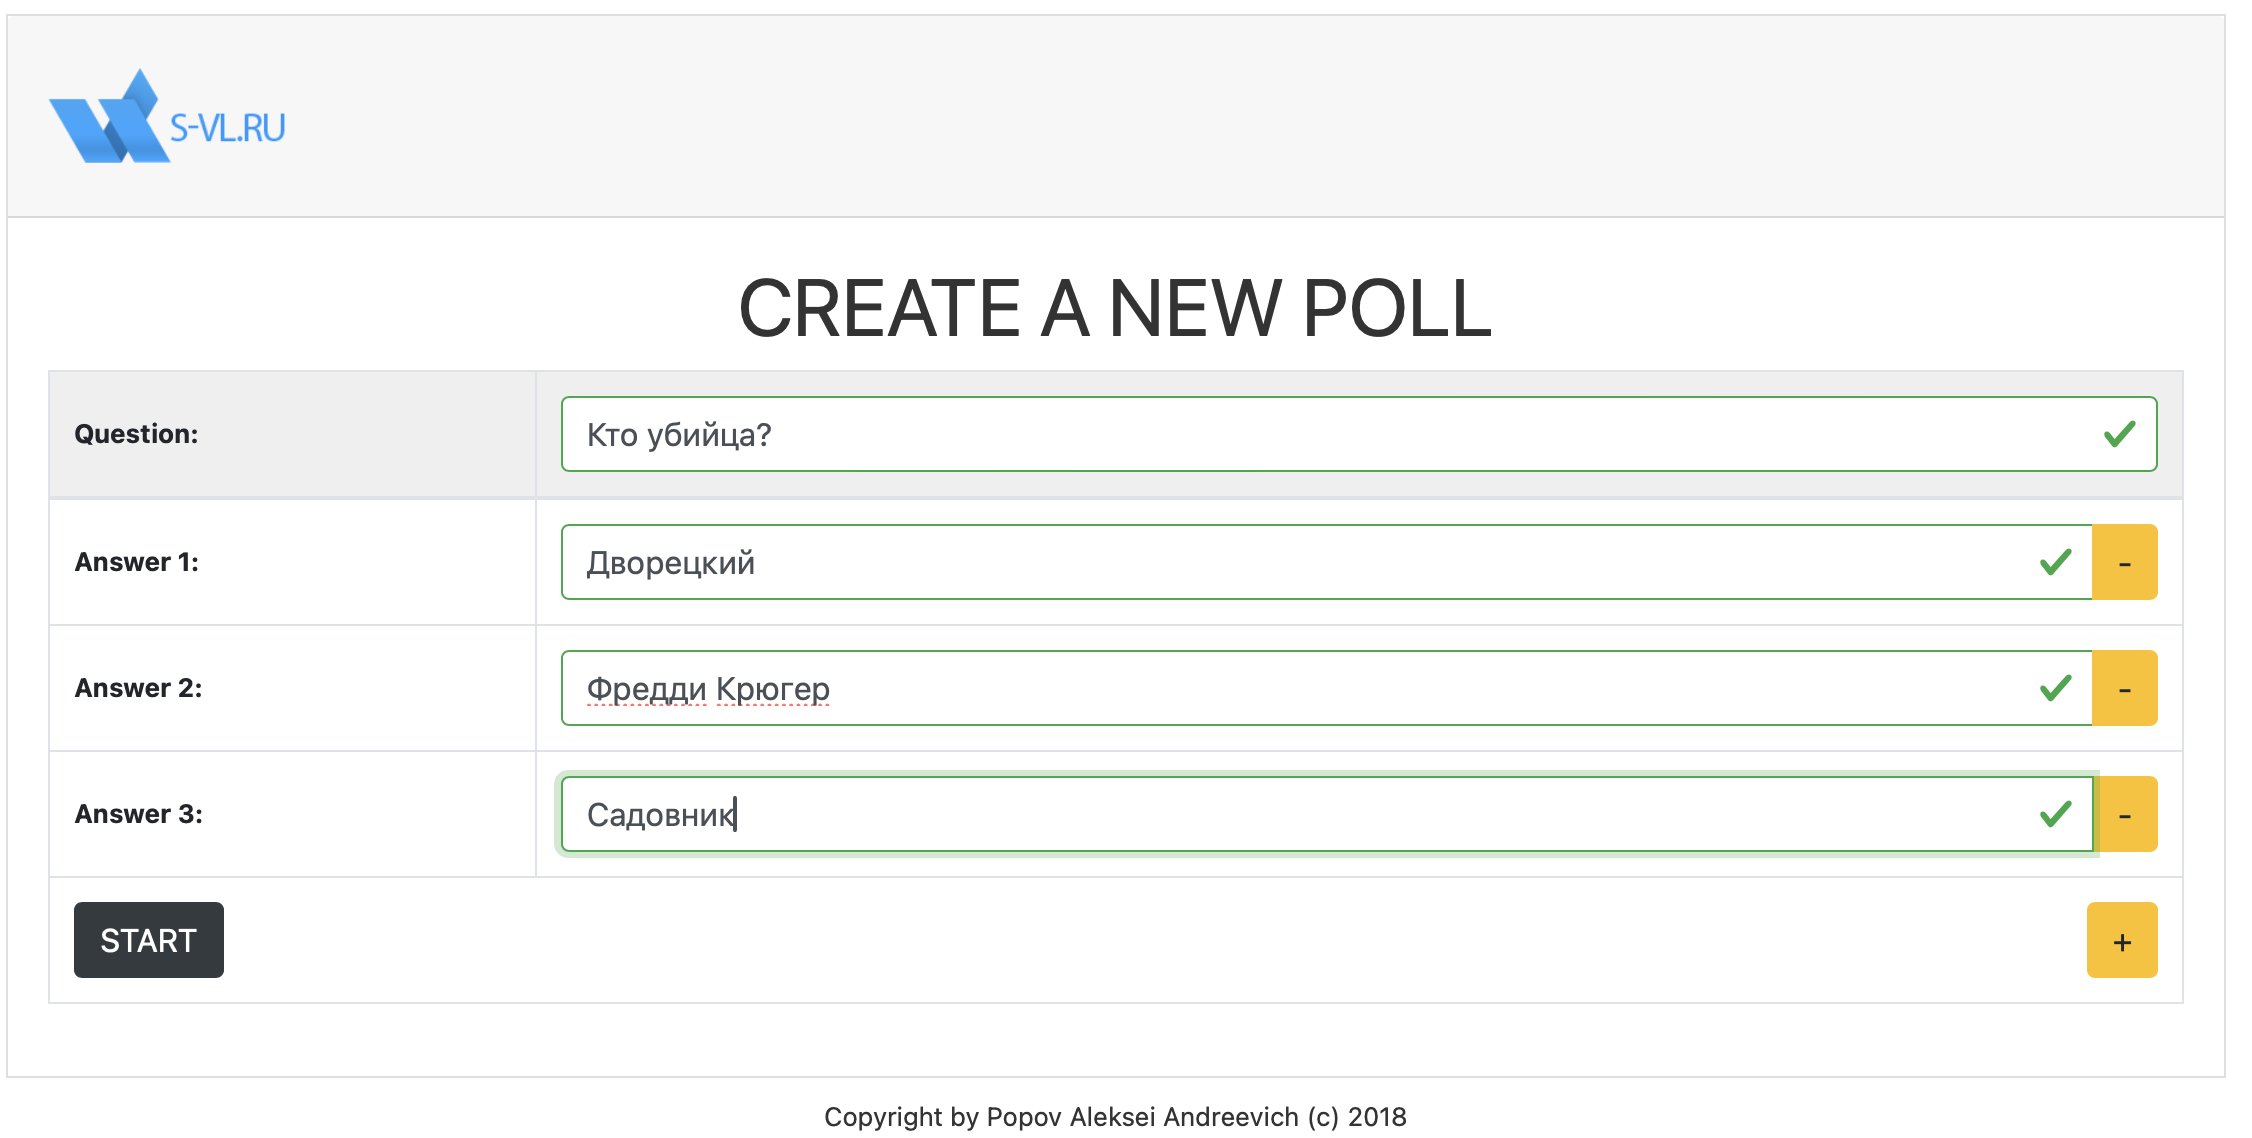 S-VL.RU
CREATE A NEW POLL
Question:
Кто убийца?
Answer 1:
Дворецкий
-
Answer 2:
Фредди Крюгер
-
Answer 3:
Садовник
-
START
+
Copyright by Popov Aleksei Andreevich (c) 2018